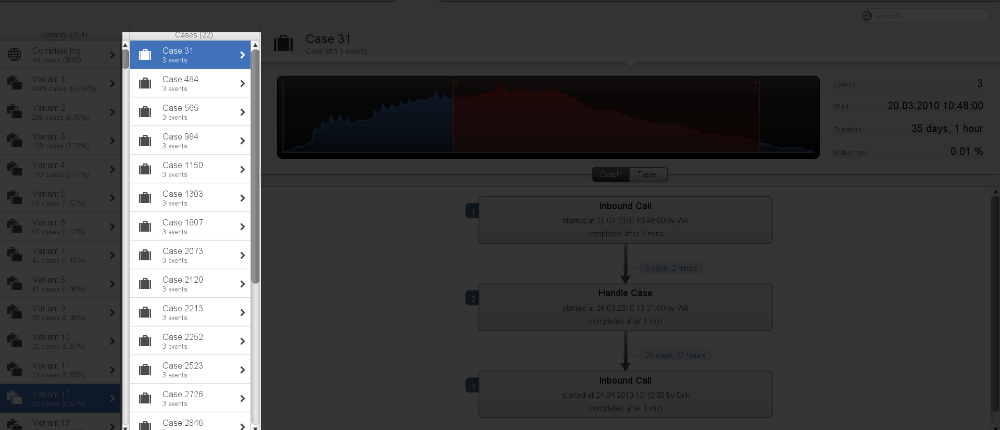 search...
Variants (354)
Complete log
All cases (3885)
Variant 1
2449 cases (63.04%)
Variant 2
266 cases (6.85%)
Variant 3
128 cases (3.29%)
Variant 4
100 cases (2.57%)
Variant 5
59 cases (1.52%)
Variant 6
57 cases (1.47%)
Variant 7
45 cases (1.16%)
Variant 8
41 cases (1.06%)
Variant 9
38 cases (0.98%)
Variant 10
26 cases (0.67%)
Variant 11
23 cases (0.59%)
Variant 12
22 cases (0.57%)
Variant 13
Cases (22)
Case 31
3 events
Case 484
3 events
Case 565
3 events
Case 984
3 events
Case 1150
3 events
Case 1303
3 events
Case 1807
3 events
Case 2073
3 events
Case 2120
3 events
Case 2213
3 events
Case 2252
3 events
Case 2523
3 events
Case 2726
3 events
Case 2846
Case 31
Case with 3 events
Events 3
Start 20.03.2010 10:48:00
Duration 35 days, 1 hour
Active time 0.01 %
Graph Table
1
Inbound Call
started at 20.03.2010 10:48:00 by Wil
completed after 2 mins
6 days, 2 hours
2
Handle Case
started at 26.03.2010 13:21:00 by Wil
completed after 1 min
28 days, 22 hours
3
Inbound Call
started at 24.04.2010 13:12:00 by Erik
completed after 1 min